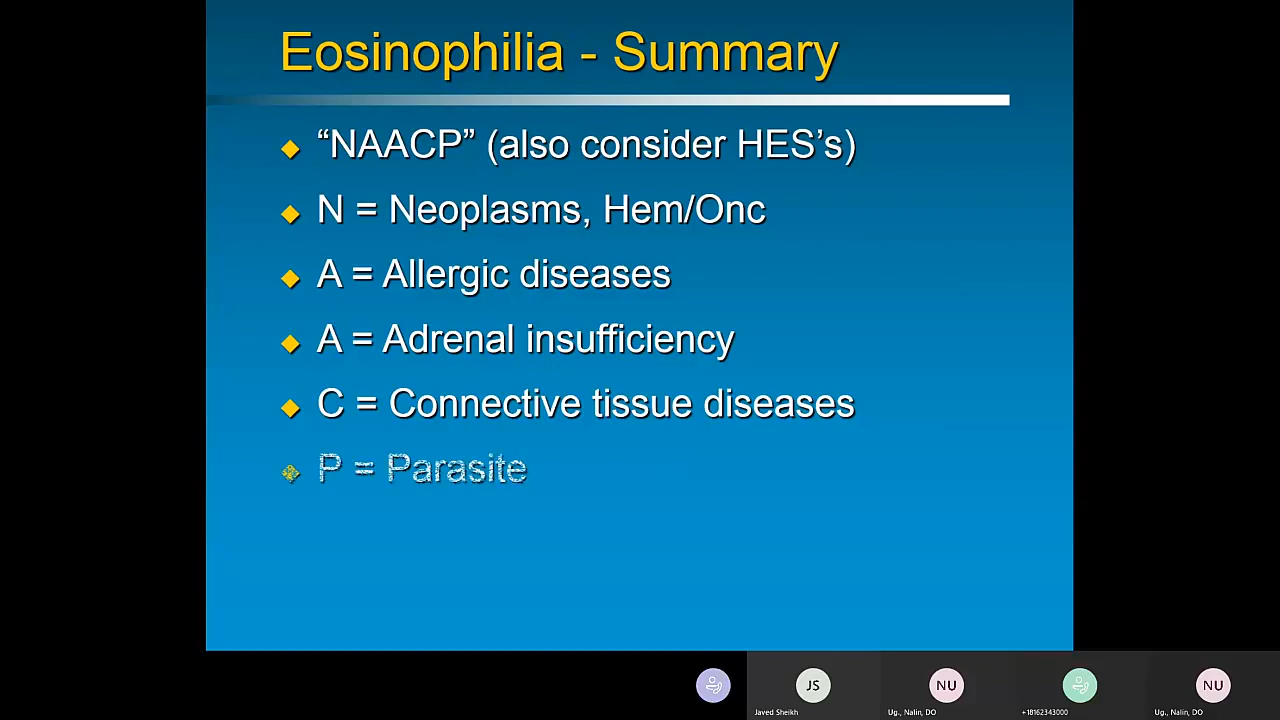 Eosinophilia - Summary
“NAACP” (also consider HES’s)
N = Neoplasms, Hem/Onc
A = Allergic diseases
A = Adrenal insufficiency
C = Connective tissue diseases
P = Parasite
JS
NU
NU
Javed Sheikh
Ug., Nalin, DO
+18162343000
Ug., Nalin, DO